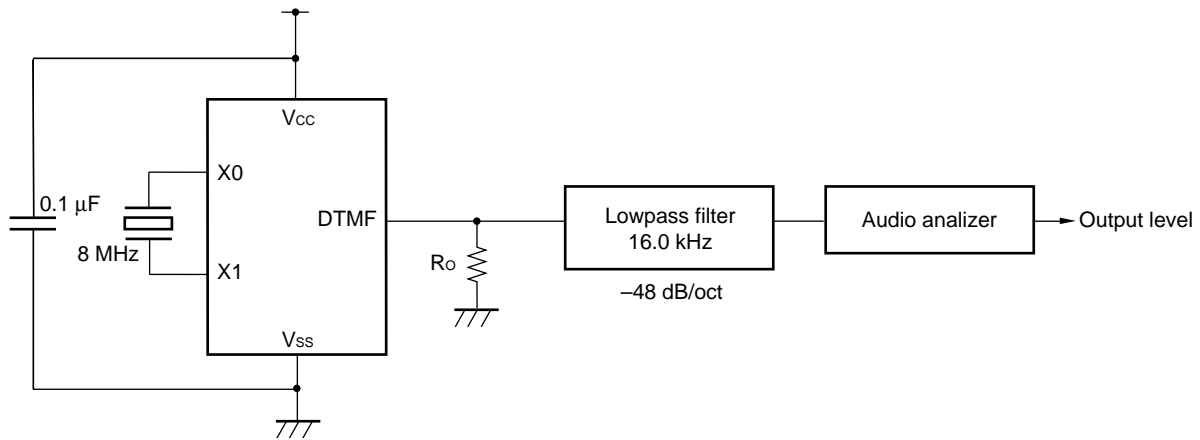 VCC
X0
0.1 μF
DTMF
Lowpass filter
16.0 kHz
Audio analizer
Output level
8 MHz
X1
RO
–48 dB/oct
VSS